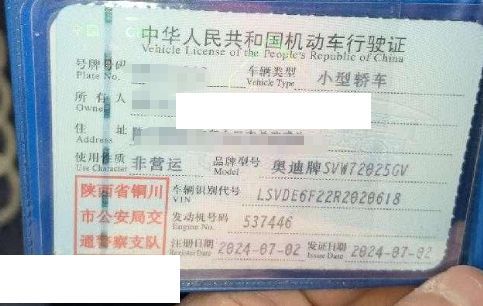 中华人民共和国机动车行驶证
Vehicle License of the People's Republic of China
号牌号码
Plate No.
车辆类型
Vehicle Type
小型轿车
所有人
Owner
住址
Address
使用性质
Use Character
非营运
品牌型号
Model
奥迪牌SVW72025GV
陕西省铜川
市公安局交
通警察支队
车辆识别代号
VIN
LSVDE6F22R2020618
发动机号码
Engine No.
537446
注册日期
Register Date
2024-07-02
发证日期
Issue Date
2024-07-02